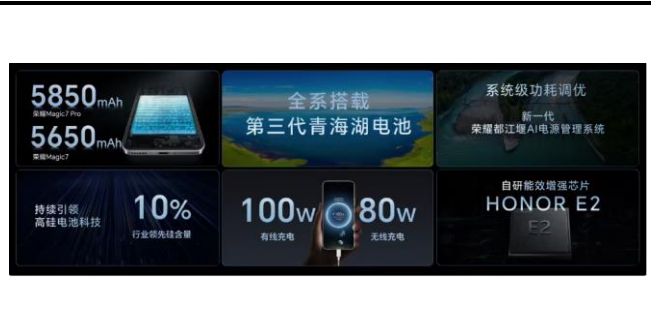 5850mAh
荣耀Magic7 Pro
5650mAh
荣耀Magic7
全系搭载
第三代青海湖电池
系统级功耗调优
新一代
荣耀都江堰AI电源管理系统
持续引领
高硅电池科技
10%
行业领先硅含量
100W
有线充电
80W
无线充电
自研能效增强芯片
HONOR E2
E2